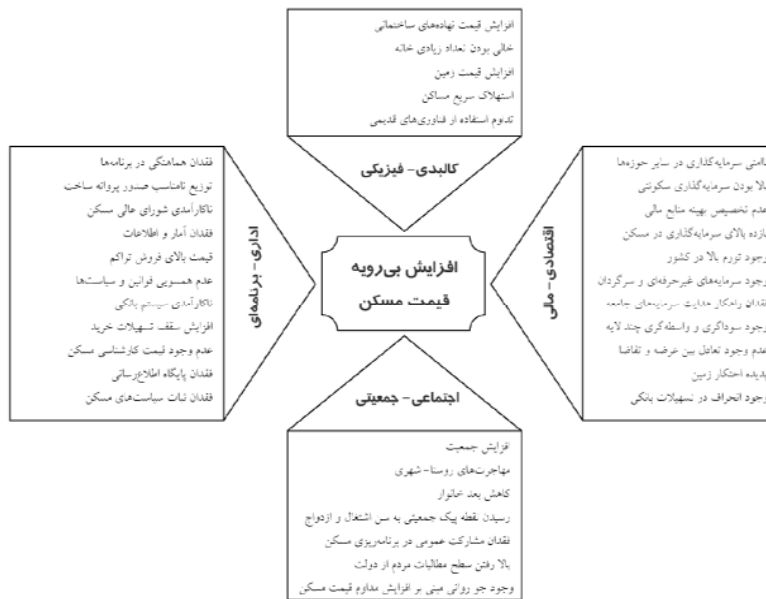 افزایش قیمت نهاده‌های ساختمانی
خالی بودن تعداد زیادی خانه
افزایش قیمت زمین
استهلاک سریع مساکن
تداوم استفاده از فناوری‌های قدیمی
کالبدی- فیزیکی
ناامنی سرمایه‌گذاری در سایر حوزه‌ها
بالا بودن سرمایه‌گذاری سکونتی
عدم تخصیص بهینه منابع مالی
بازده بالای سرمایه‌گذاری در مسکن
وجود تورم بالا در کشور
وجود سرمایه‌های غیرحرفه‌ای و سرگردان
فقدان راهکار هدایت سرمایه‌های جامعه
وجود سوداگری و واسطه‌گری چند لایه
عدم وجود تعادل بین عرضه و تقاضا
پدیده احتکار زمین
وجود انحراف در تسهیلات بانکی
اقتصادی- مالی
افزایش بی‌رویه
قیمت مسکن
اداری- برنامه‌ای
فقدان هماهنگی در برنامه‌ها
توزیع نامناسب صدور پروانه ساخت
ناکارآمدی شورای عالی مسکن
فقدان آمار و اطلاعات
قیمت بالای فروش تراکم
عدم همسویی قوانین و سیاست‌ها
ناکارآمدی سیستم بانکی
افزایش سقف تسهیلات خرید
عدم وجود قیمت کارشناسی مسکن
فقدان پایگاه اطلاع‌رسانی
فقدان ثبات سیاست‌های مسکن
اجتماعی- جمعیتی
افزایش جمعیت
مهاجرت‌های روستا- شهری
کاهش بعد خانوار
رسیدن نقطه پیک جمعیتی به سن اشتغال و ازدواج
فقدان مشارکت عمومی در برنامه‌ریزی مسکن
بالا رفتن سطح مطالبات مردم از دولت
وجود جو روانی مبنی بر افزایش مداوم قیمت مسکن